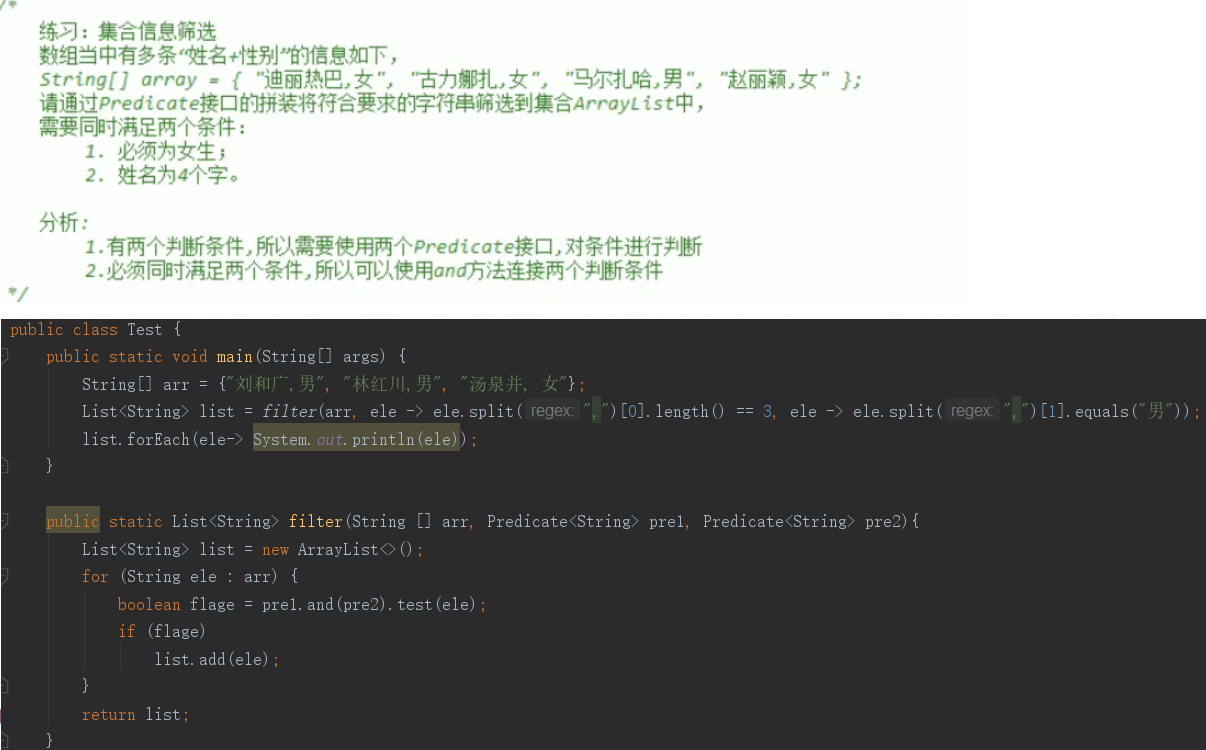 /*
练习: 集合信息筛选
数组当中有多条“姓名+性别”的信息如下,
String[] array = { "迪丽热巴,女", "古力娜扎,女", "马尔扎哈,男", "赵丽颖,女" };
请通过Predicate接口的拼装将符合要求的字符串筛选到集合ArrayList中,
需要同时满足两个条件:
1. 必须为女生;
2. 姓名为4个字。
分析:
1.有两个判断条件,所以需要使用两个Predicate接口,对条件进行判断
2.必须同时满足两个条件,所以可以使用and方法连接两个判断条件
*/
public class Test {
public static void main(String[] args) {
String[] arr = {"刘和广,男", "林红川,男", "汤泉并, 女"};
List<String> list = filter(arr, ele -> ele.split( regex: ",")[0].length() == 3, ele -> ele.split( regex: ",")[1].equals("男"));
list.forEach(ele-> System.out.println(ele));
}
public static List<String> filter(String [] arr, Predicate<String> pre1, Predicate<String> pre2){
List<String> list = new ArrayList<>();
for (String ele : arr) {
boolean flage = pre1.and(pre2).test(ele);
if (flage)
list.add(ele);
}
return list;
}